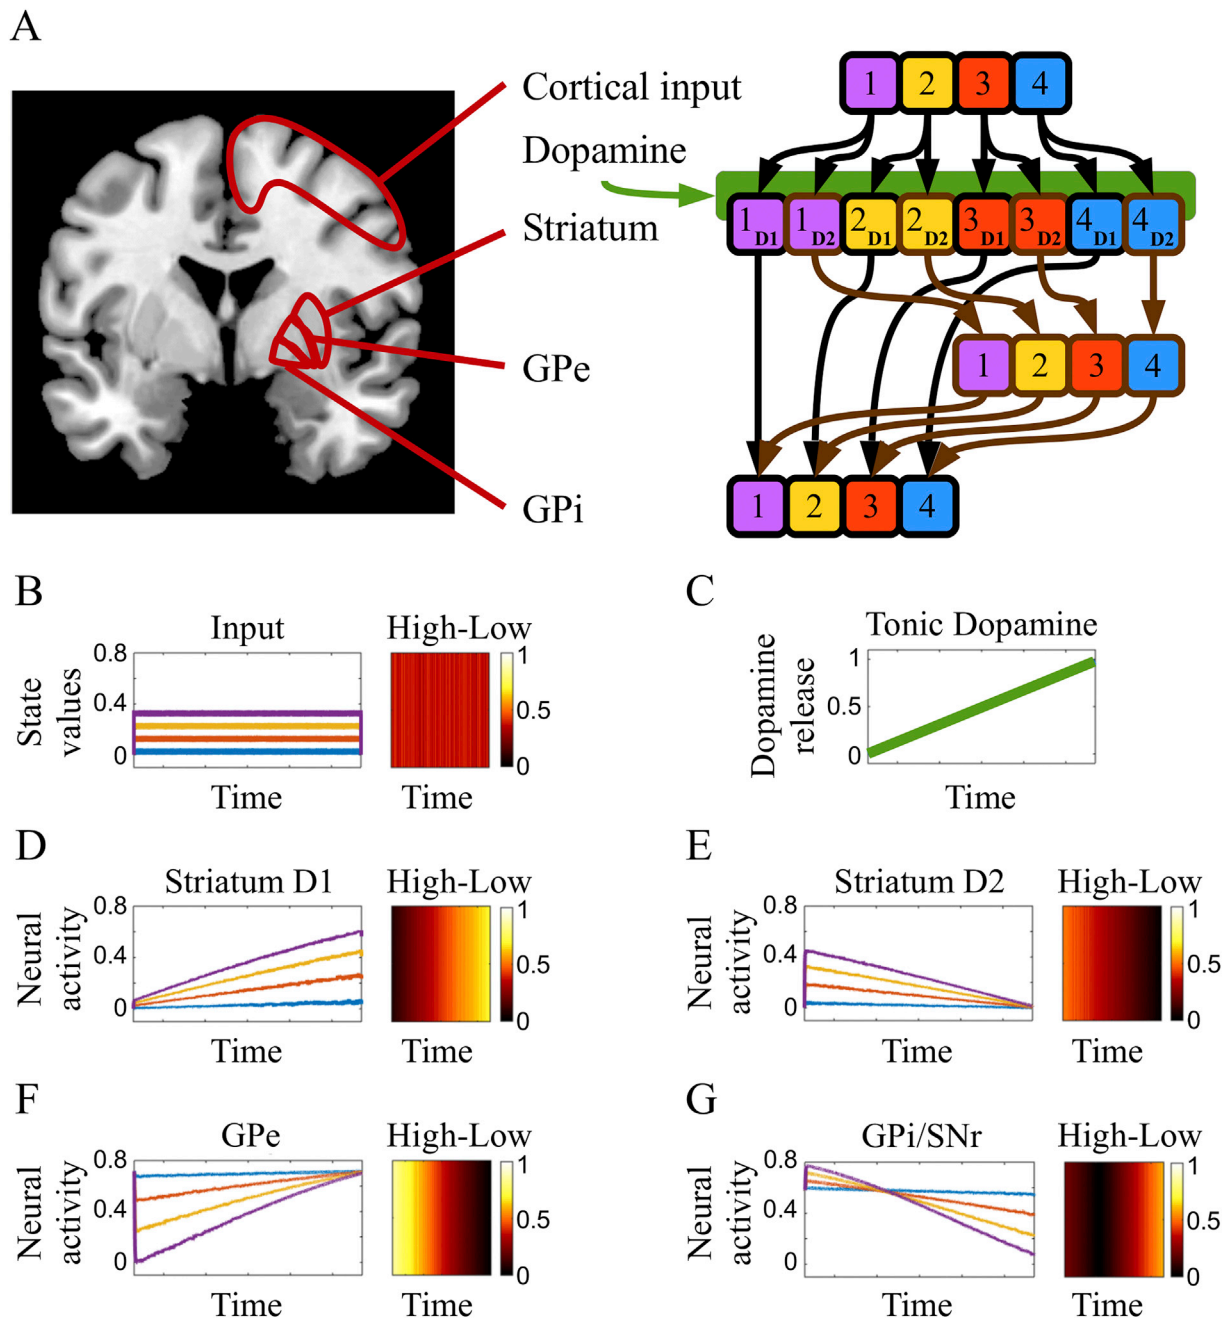 A
Cortical input
Dopamine
Striatum
GPe
GPi
1 2 3 4
1D1 1D2 2D1 2D2 3D1 3D2 4D1 4D2
1 2 3 4
1 2 3 4
B
Input
High-Low
State
values
0.8
0.4
0
1
0.5
0
Time
Time
C
Tonic Dopamine
Dopamine
release
1
0.5
0
Time
D
Striatum D1
High-Low
Neural
activity
0.8
0.4
0
1
0.5
0
Time
Time
E
Striatum D2
High-Low
Neural
activity
0.8
0.4
0
1
0.5
0
Time
Time
F
GPe
High-Low
Neural
activity
0.8
0.4
0
1
0.5
0
Time
Time
G
GPi/SNr
High-Low
Neural
activity
0.8
0.4
0
1
0.5
0
Time
Time